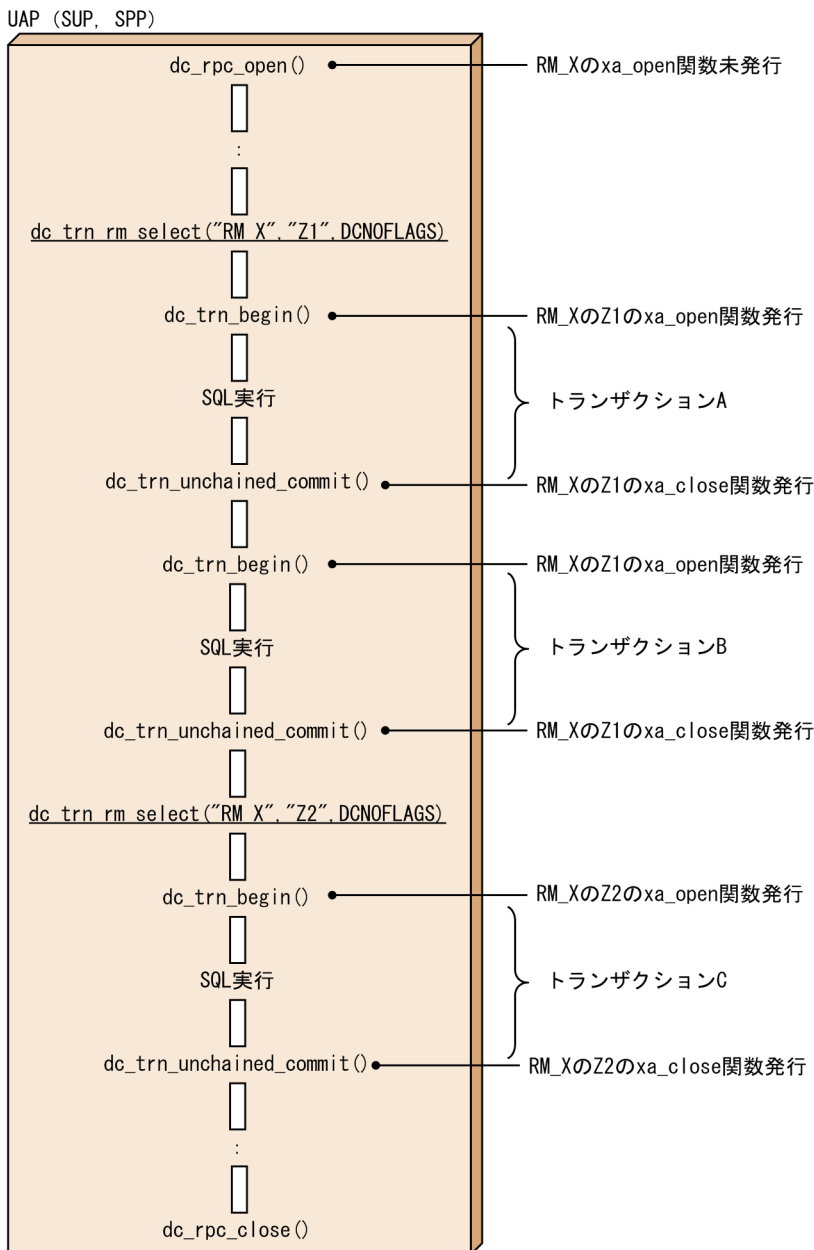 UAP (SUP, SPP)
dc_rpc_open() RM_Xのxa_open関数未発行
:
dc_trn_rm_select("RM_X","Z1",DCNOFLAGS)
dc_trn_begin() RM_XのZ1のxa_open関数発行
SQL実行 トランザクションA
dc_trn_unchained_commit() RM_XのZ1のxa_close関数発行
dc_trn_begin() RM_XのZ1のxa_open関数発行
SQL実行 トランザクションB
dc_trn_unchained_commit() RM_XのZ1のxa_close関数発行
dc_trn_rm_select("RM_X","Z2",DCNOFLAGS)
dc_trn_begin() RM_XのZ2のxa_open関数発行
SQL実行 トランザクションC
dc_trn_unchained_commit() RM_XのZ2のxa_close関数発行
:
dc_rpc_close()